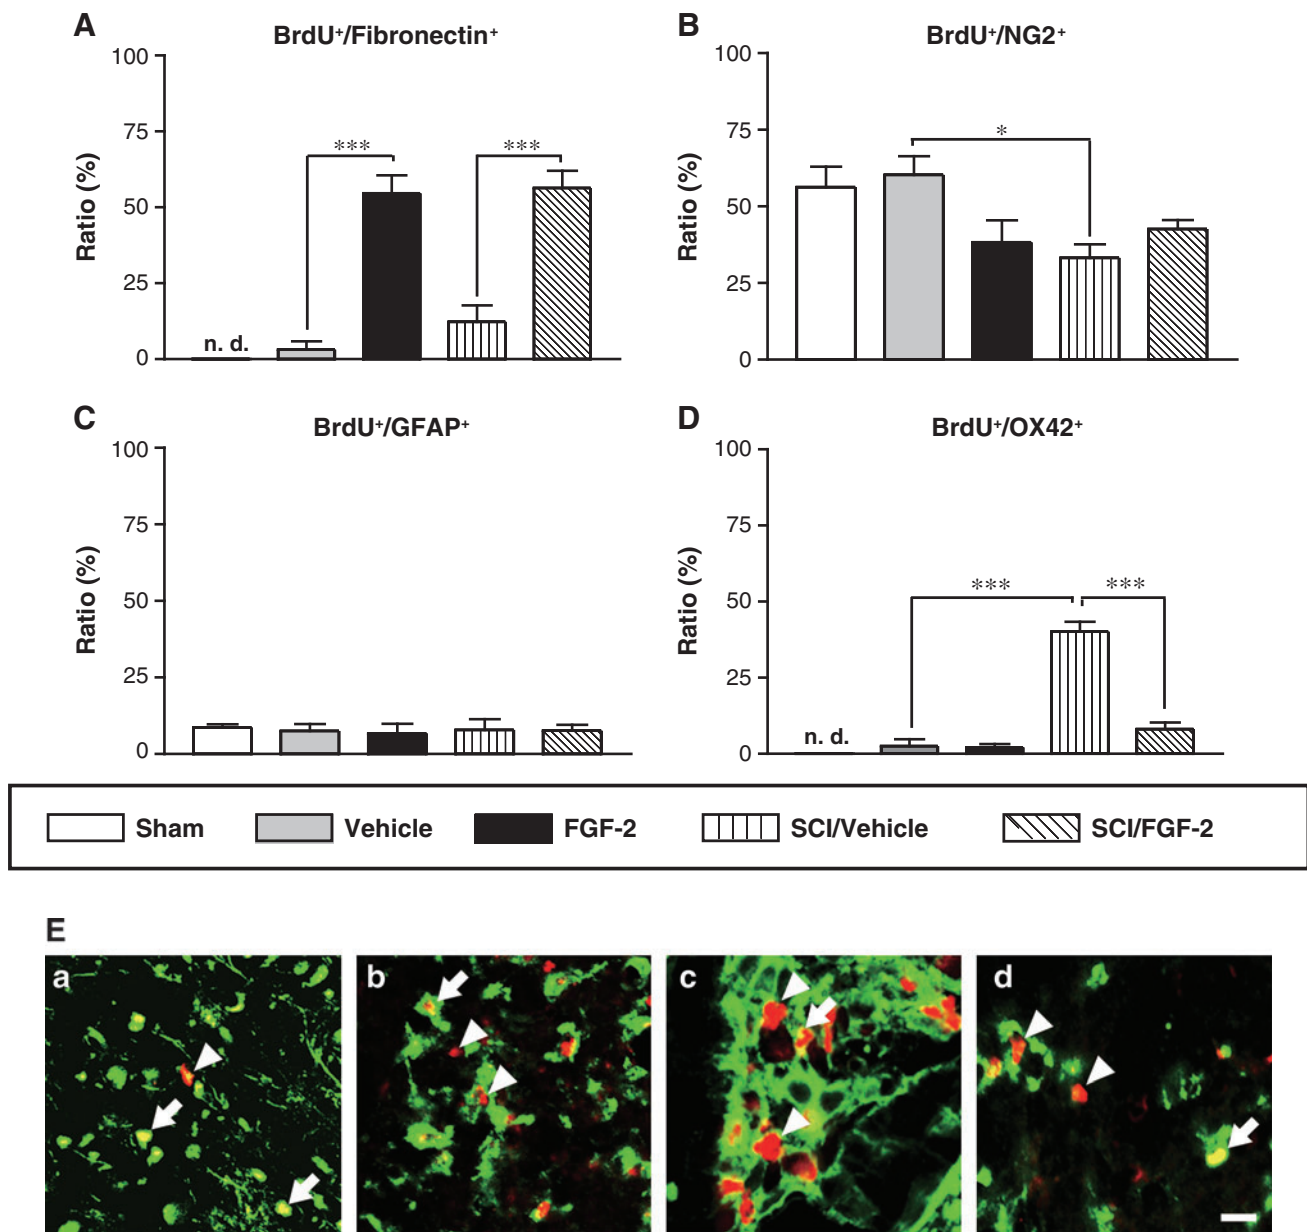 A
BrdU⁺/Fibronectin⁺
Ratio (%)
100
75
50
25
0
n. d.
***
***
B
BrdU⁺/NG2⁺
Ratio (%)
100
75
50
25
0
*
C
BrdU⁺/GFAP⁺
Ratio (%)
100
75
50
25
0
D
BrdU⁺/OX42⁺
Ratio (%)
100
75
50
25
0
n. d.
***
***
Sham Vehicle FGF-2 SCI/Vehicle SCI/FGF-2
E
a
b
c
d